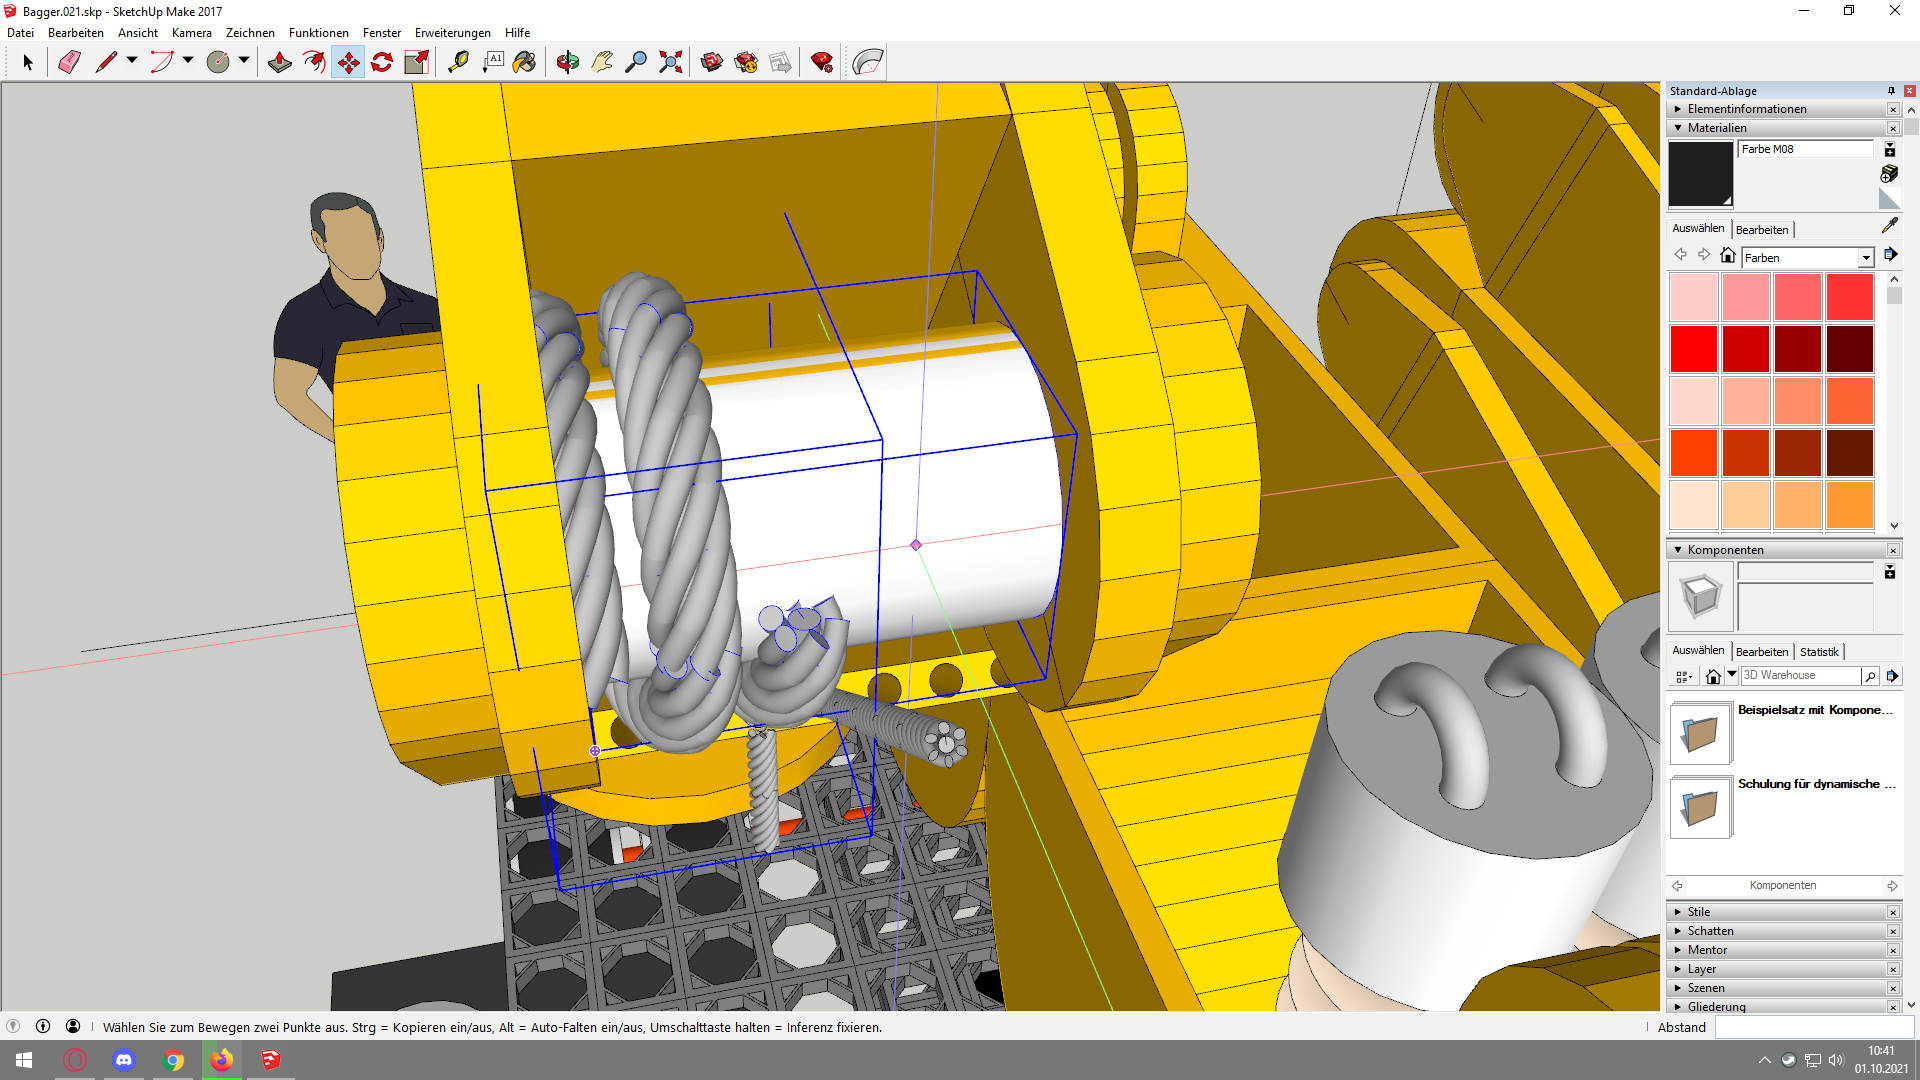 Bagger.021.skp - SketchUp Make 2017
Datei Bearbeiten Ansicht Kamera Zeichnen Funktionen Fenster Erweiterungen Hilfe
A1
Standard-Ablage
Elementinformationen
Materialien
Farbe M08
Auswählen Bearbeiten
Farben
Komponenten
Auswählen Bearbeiten Statistik
3D Warehouse
Beispielsatz mit Kompone...
Schulung für dynamische ...
Komponenten
Stile
Schatten
Mentor
Layer
Szenen
Gliederung
Wählen Sie zum Bewegen zwei Punkte aus. Strg = Kopieren ein/aus, Alt = Auto-Falten ein/aus, Umschalttaste halten = Inferenz fixieren.
Abstand
10:41
01.10.2021